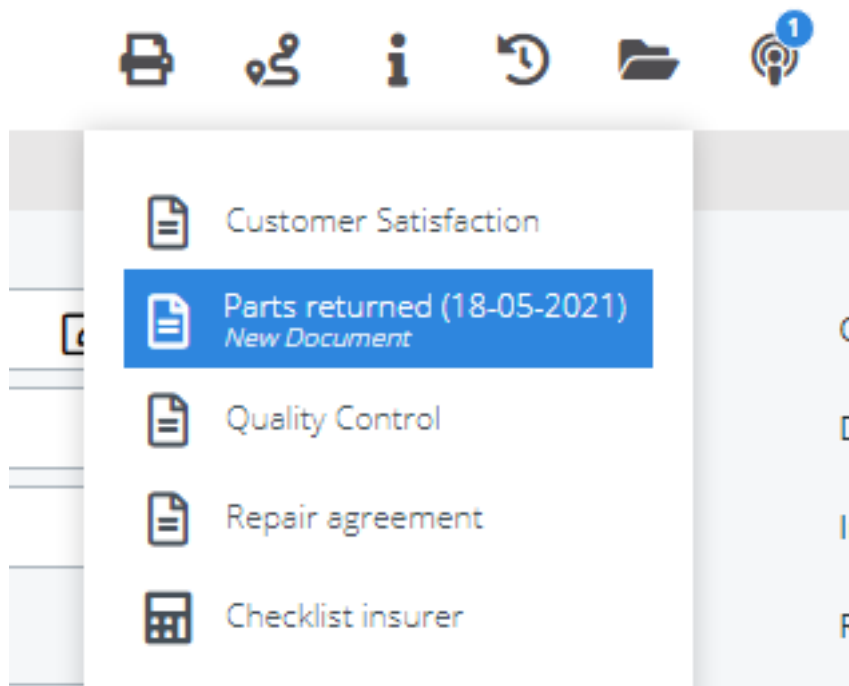 1
Customer Satisfaction
Parts returned (18-05-2021)
New Document
Quality Control
Repair agreement
Checklist insurer